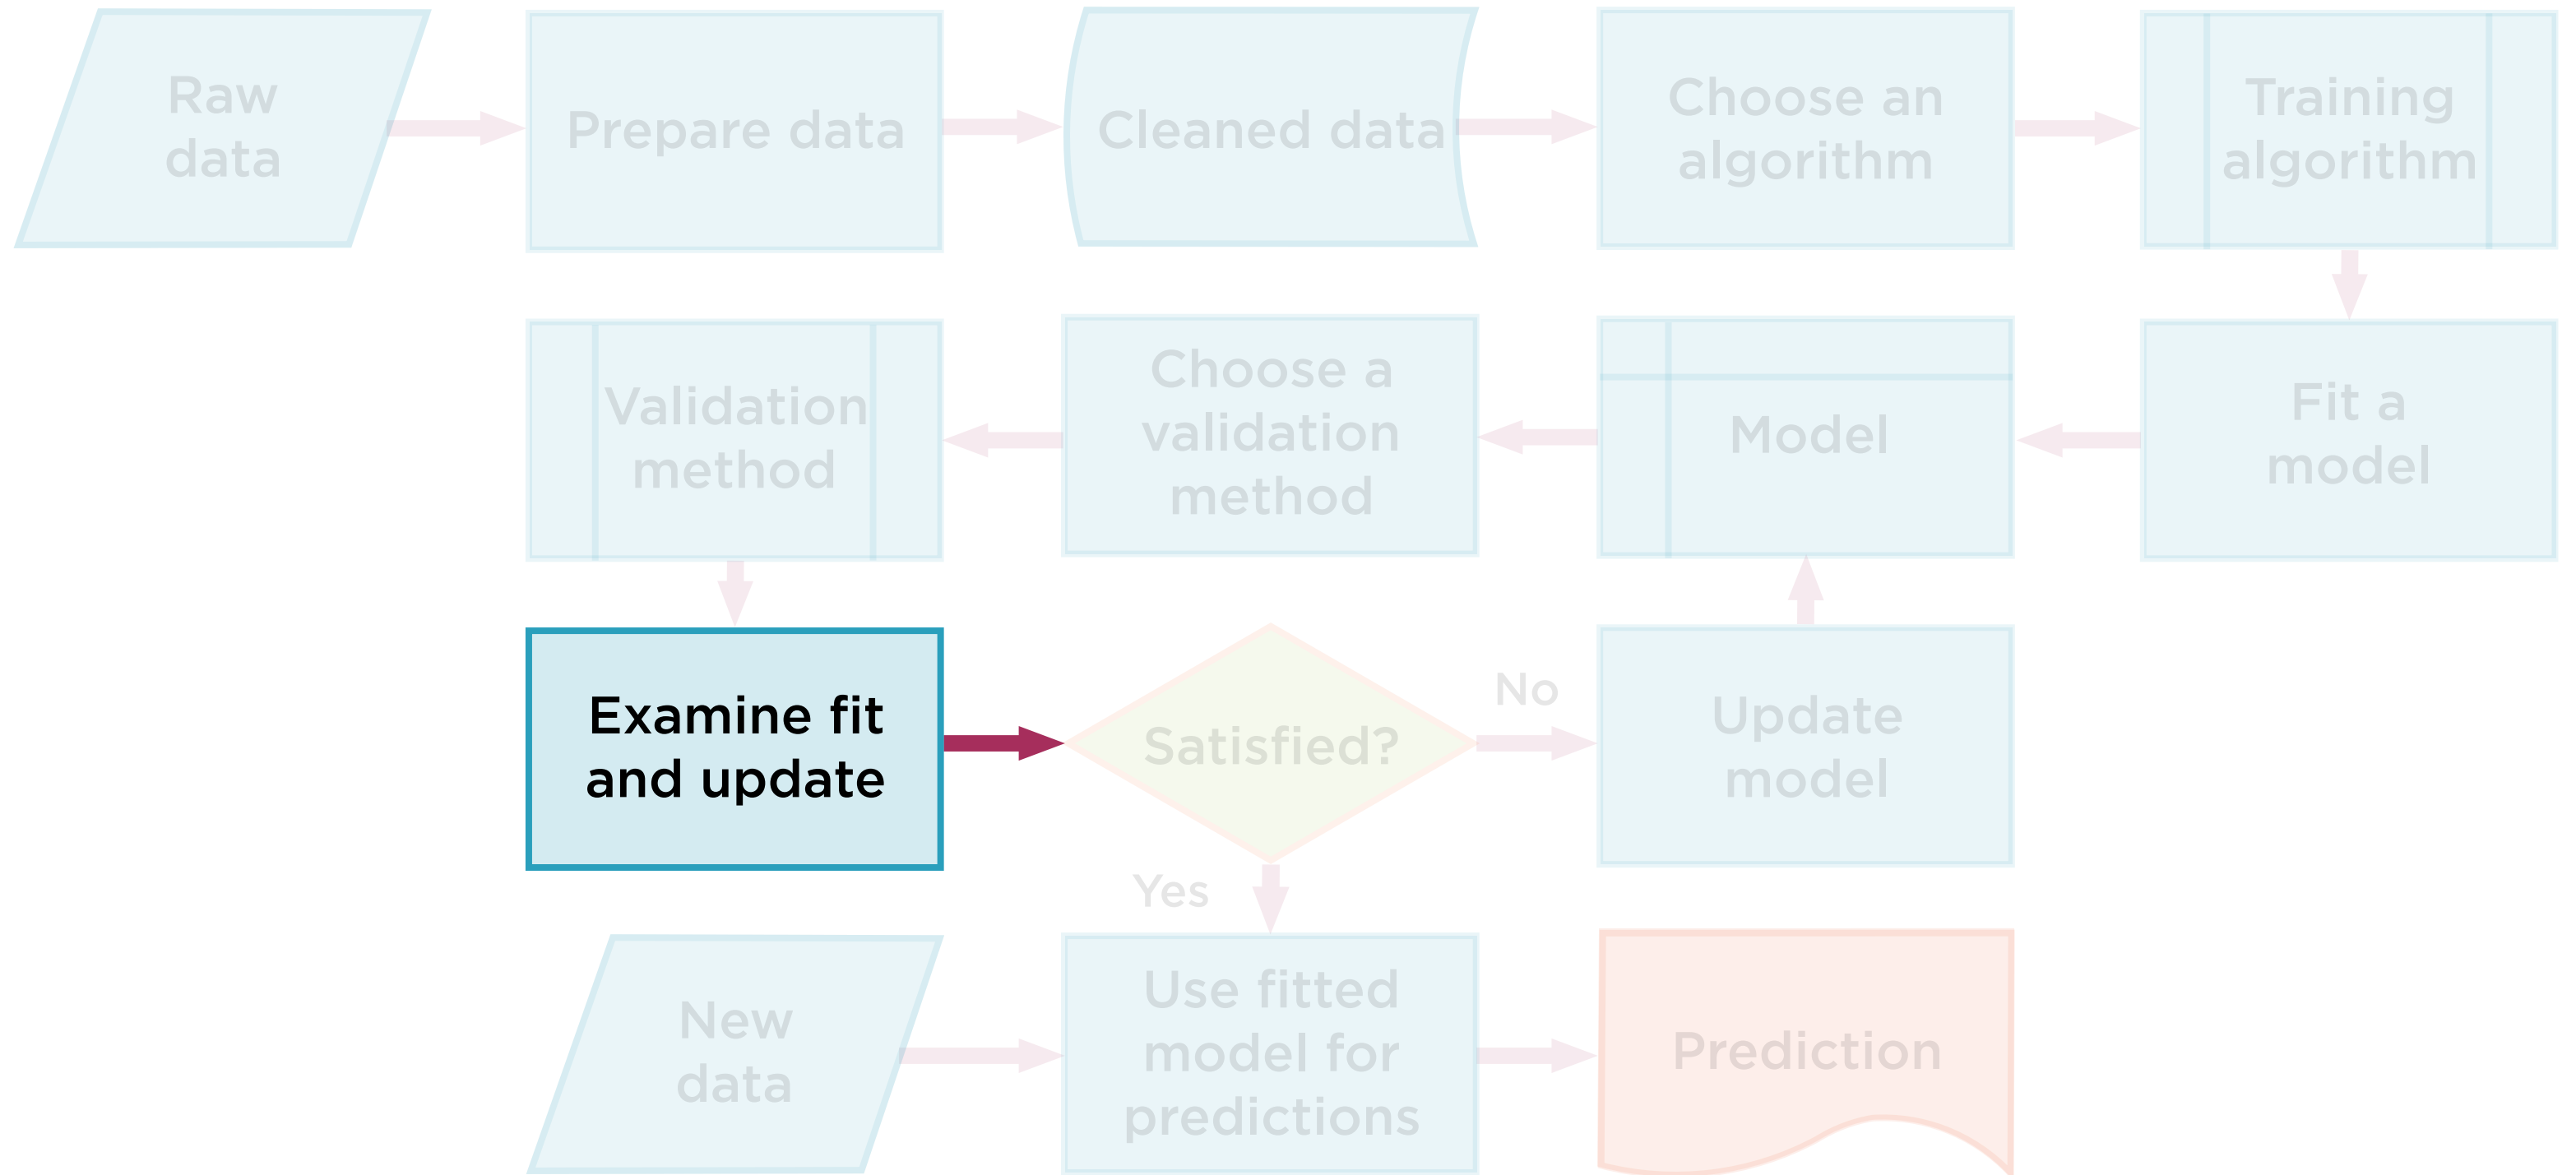 Raw
data
Prepare data
Cleaned data
Choose an
algorithm
Training
algorithm
Validation
method
Choose a
validation
method
Model
Fit a
model
Examine fit
and update
Satisfied?
No
Update
model
Yes
New
data
Use fitted
model for
predictions
Prediction